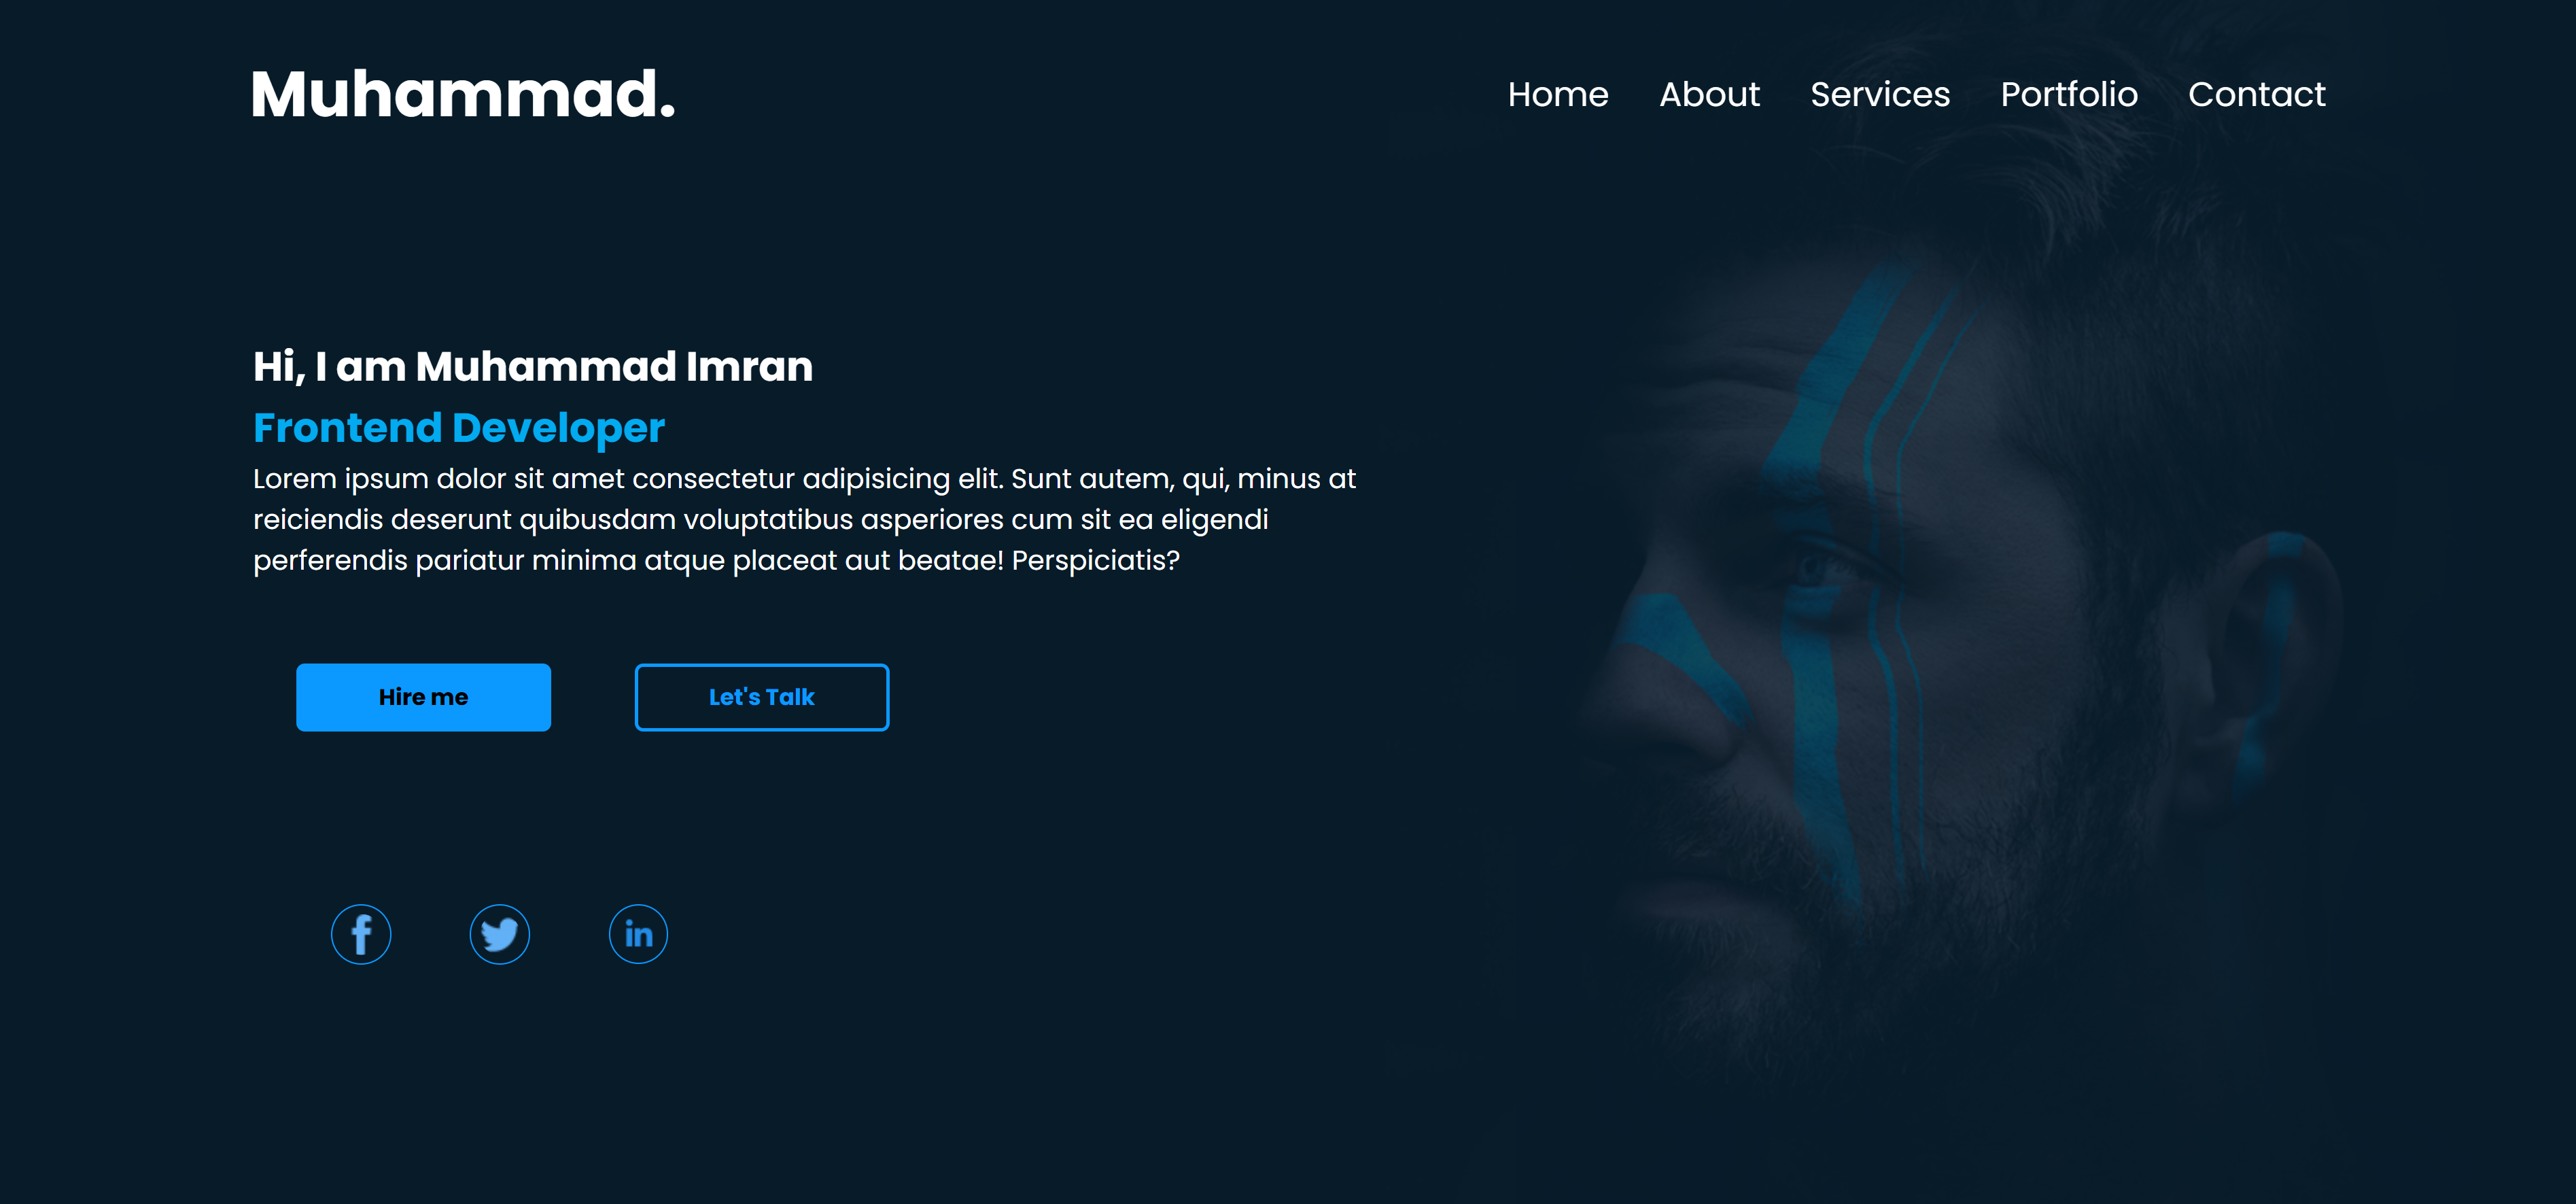 Muhammad.
Home About Services Portfolio Contact
Hi, I am Muhammad Imran
Frontend Developer
Lorem ipsum dolor sit amet consectetur adipisicing elit. Sunt autem, qui, minus at
reiciendis deserunt quibusdam voluptatibus asperiores cum sit ea eligendi
perferendis pariatur minima atque placeat aut beatae! Perspiciatis?
Hire me
Let's Talk
f
in